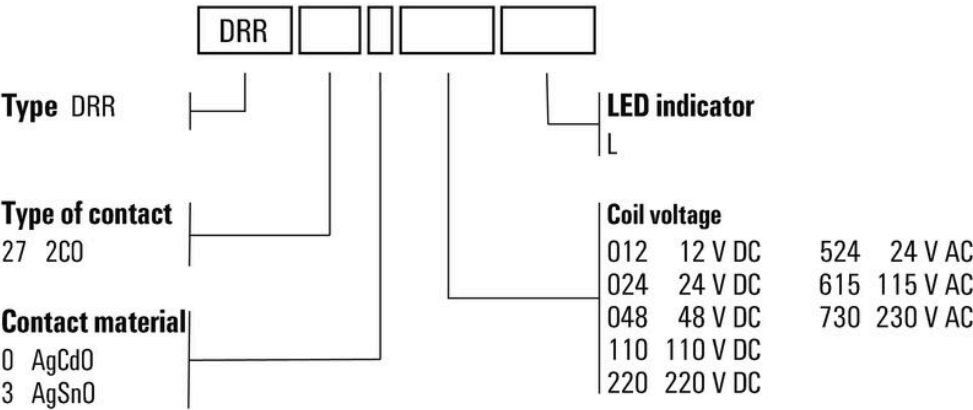 DRR
Type DRR
Type of contact
27 2CO
Contact material
0 AgCdO
3 AgSnO
LED indicator
L
Coil voltage
012 12 V DC 524 24 V AC
024 24 V DC 615 115 V AC
048 48 V DC 730 230 V AC
110 110 V DC
220 220 V DC